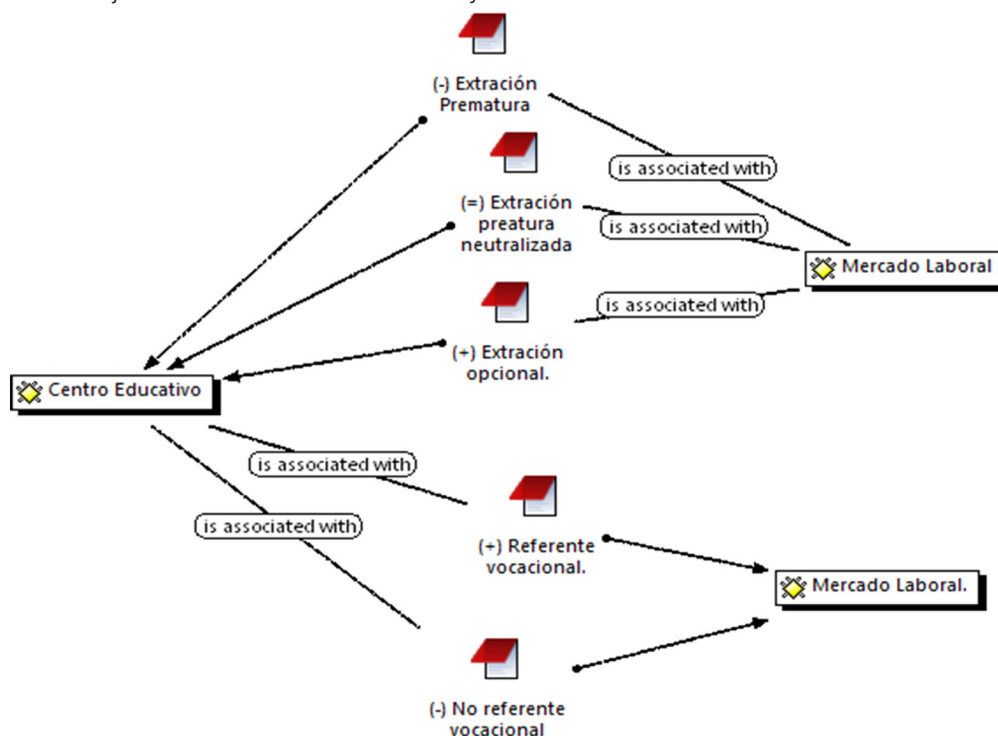 (-) Extración
Prematura
is associated with
(=) Extración
preatura
neutralizada
is associated with
Mercado Laboral
is associated with
(+) Extración
opcional.
Centro Educativo
is associated with
is associated with
(+) Referente
vocacional.
Mercado Laboral.
(-) No referente
vocacional